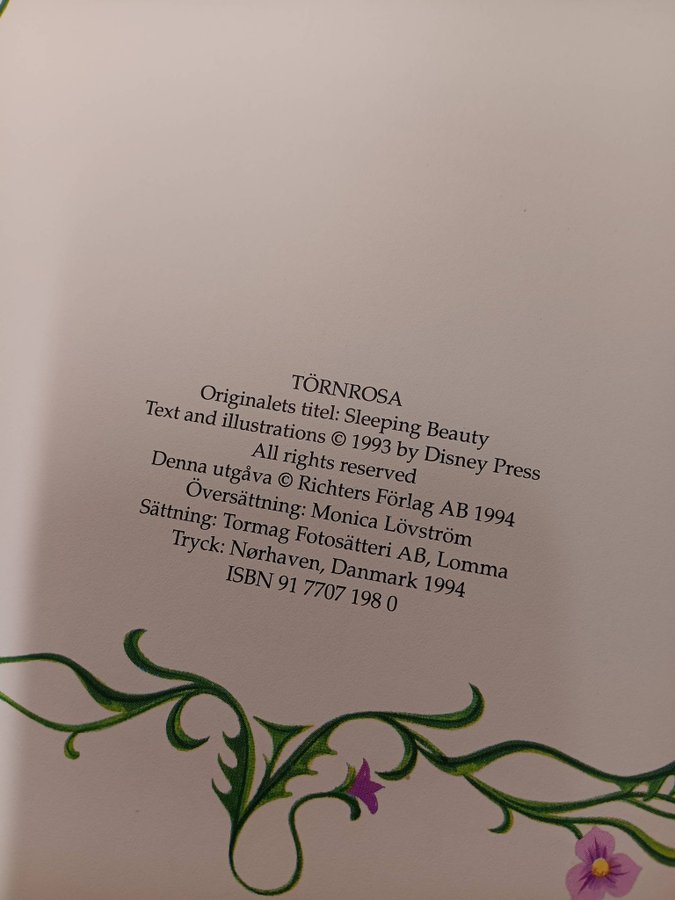 TÖRNROSA
Originalets titel: Sleeping Beauty
Text and illustrations © 1993 by Disney Press
All rights reserved
Denna utgåva © Richters Förlag AB 1994
Översättning: Monica Lövström
Sättning: Tormag Fotosätteri AB, Lomma
Tryck: Nørhaven, Danmark 1994
ISBN 91 7707 198 0